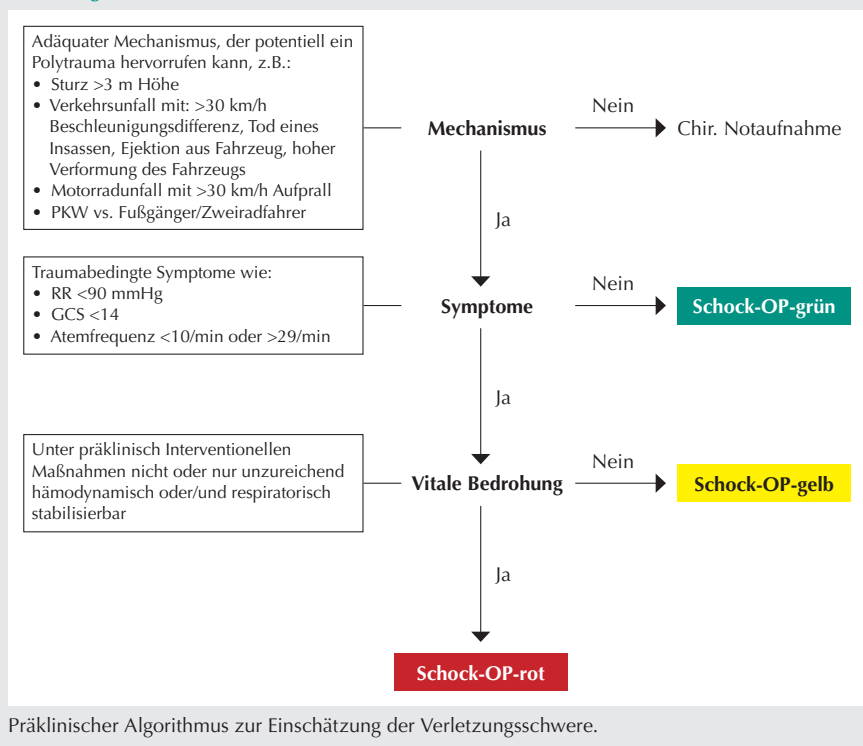 Adäquater Mechanismus, der potentiell ein
Polytrauma hervorrufen kann, z.B.:
• Sturz >3 m Höhe
• Verkehrsunfall mit: >30 km/h
Beschleunigungsdifferenz, Tod eines
Insassen, Ejektion aus Fahrzeug, hoher
Verformung des Fahrzeugs
• Motorradunfall mit >30 km/h Aufprall
• PKW vs. Fußgänger/Zweiradfahrer
Mechanismus
Nein
Chir. Notaufnahme
Ja
Traumabedingte Symptome wie:
• RR <90 mmHg
• GCS <14
• Atemfrequenz <10/min oder >29/min
Symptome
Nein
Schock-OP-grün
Ja
Unter präklinisch Interventionellen
Maßnahmen nicht oder nur unzureichend
hämodynamisch oder/und respiratorisch
stabilisierbar
Vitale Bedrohung
Nein
Schock-OP-gelb
Ja
Schock-OP-rot
Präklinischer Algorithmus zur Einschätzung der Verletzungsschwere.